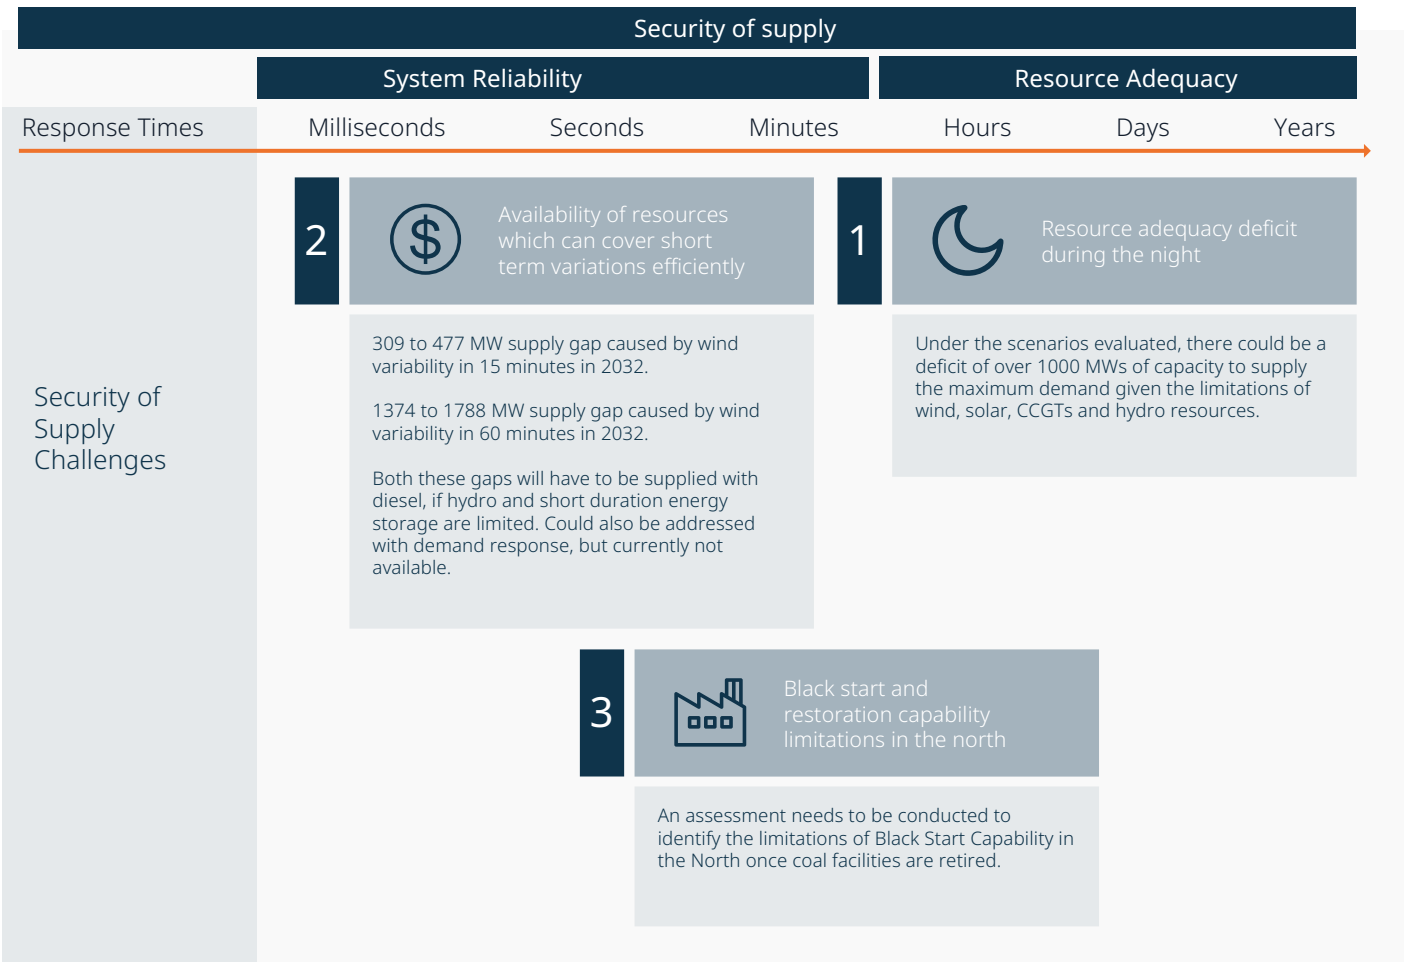 Security of supply
System Reliability
Resource Adequacy
Response Times
Milliseconds
Seconds
Minutes
Hours
Days
Years
Security of
Supply
Challenges
2
$
Availability of resources
which can cover short
term variations efficiently
309 to 477 MW supply gap caused by wind
variability in 15 minutes in 2032.
1374 to 1788 MW supply gap caused by wind
variability in 60 minutes in 2032.
Both these gaps will have to be supplied with
diesel, if hydro and short duration energy
storage are limited. Could also be addressed
with demand response, but currently not
available.
1
Resource adequacy deficit
during the night
Under the scenarios evaluated, there could be a
deficit of over 1000 MWs of capacity to supply
the maximum demand given the limitations of
wind, solar, CCGTs and hydro resources.
3
Black start and
restoration capability
limitations in the north
An assessment needs to be conducted to
identify the limitations of Black Start Capability in
the North once coal facilities are retired.